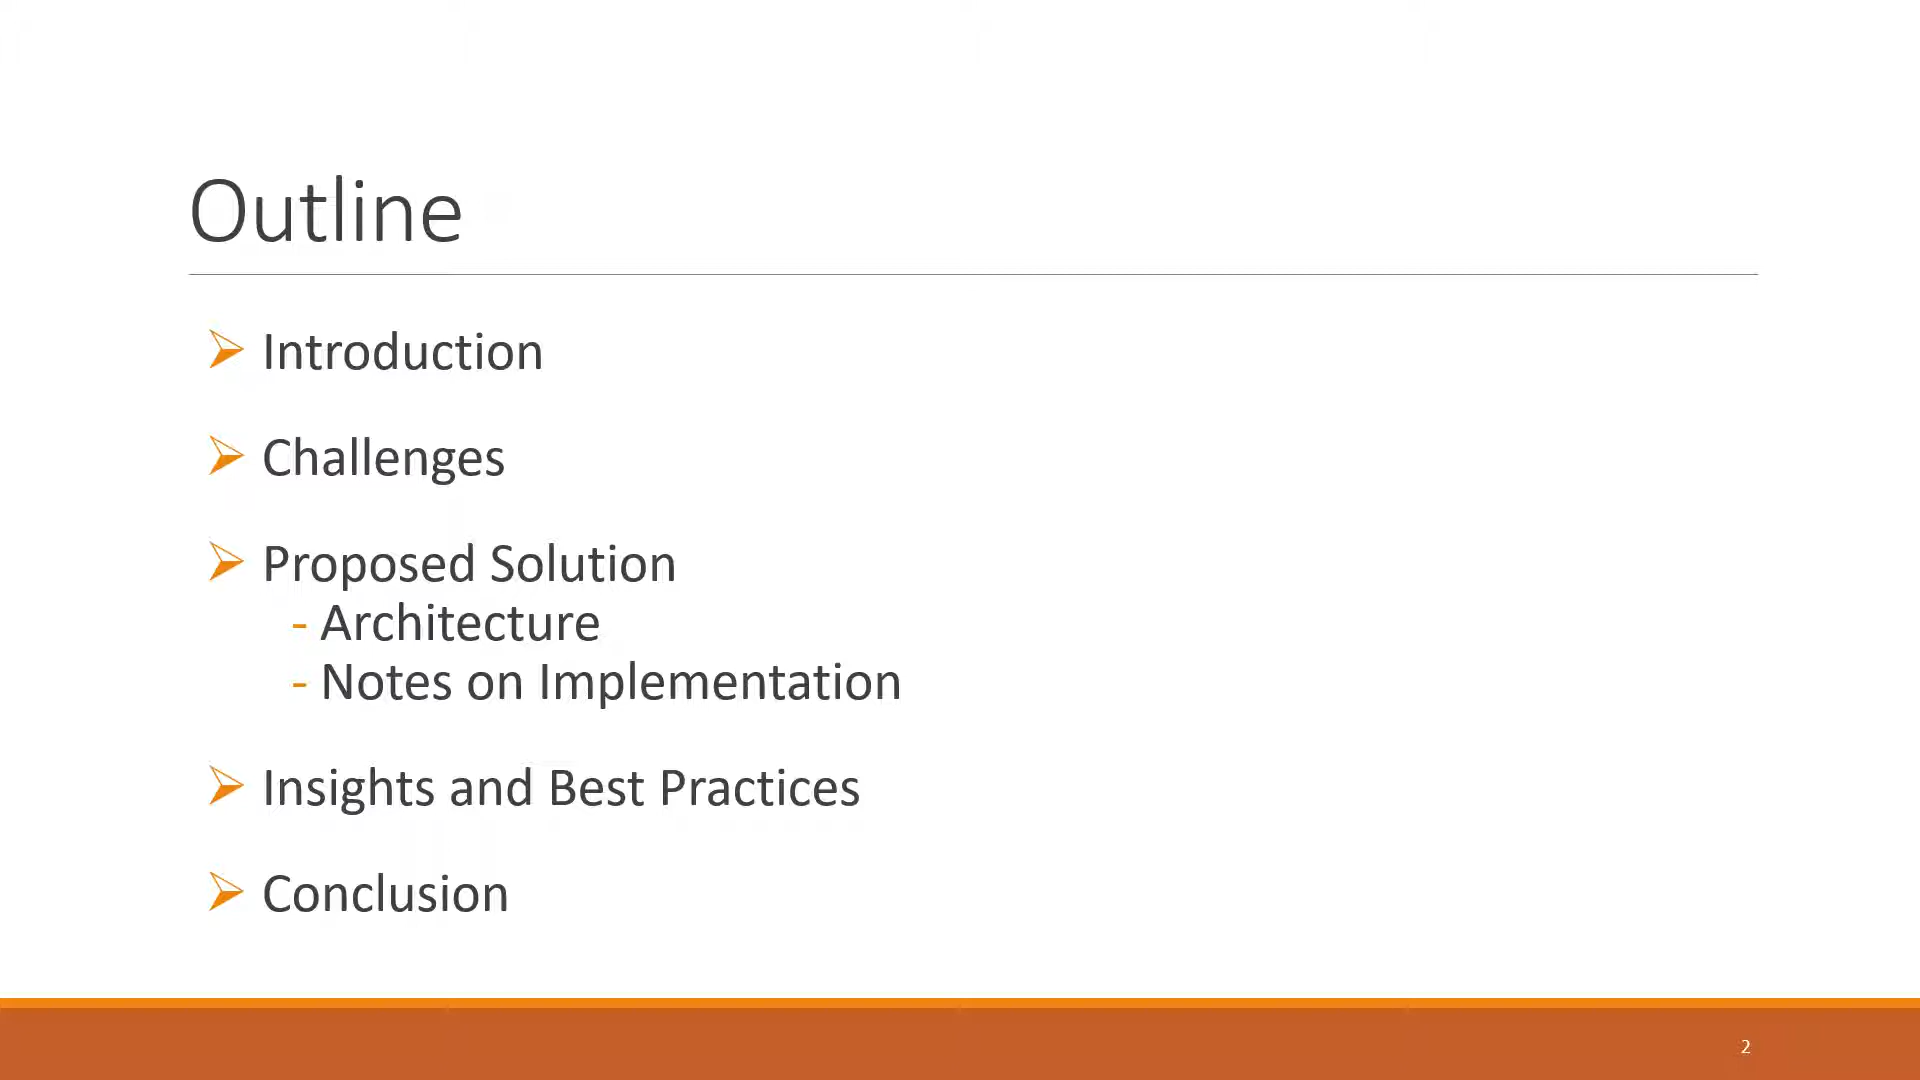 Outline
Introduction
Challenges
Proposed Solution
- Architecture
- Notes on Implementation
Insights and Best Practices
Conclusion
2